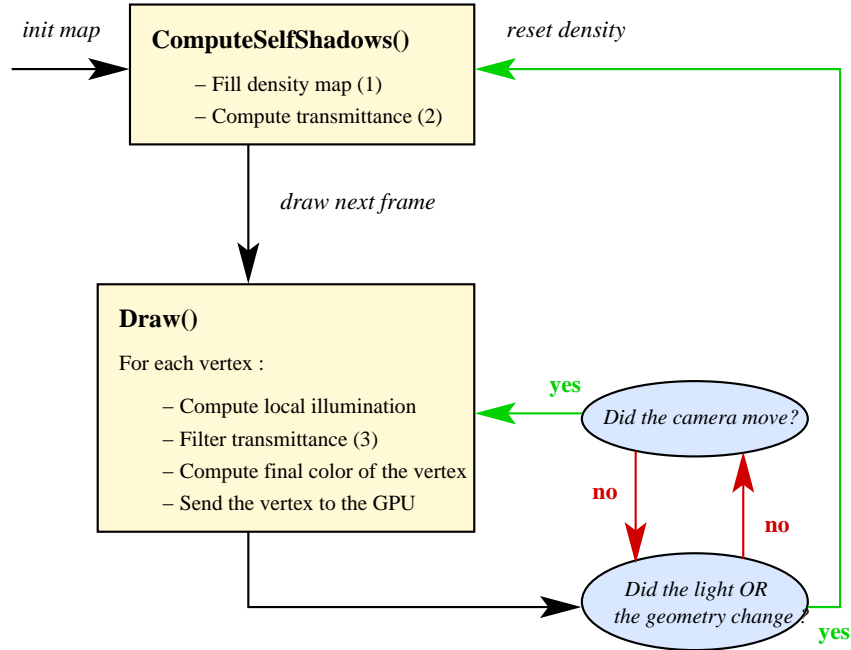 init map
ComputeSelfShadows()
– Fill density map (1)
– Compute transmittance (2)
reset density
draw next frame
Draw()
For each vertex :
– Compute local illumination
– Filter transmittance (3)
– Compute final color of the vertex
– Send the vertex to the GPU
yes
Did the camera move?
no
no
Did the light OR
the geometry change ?
yes